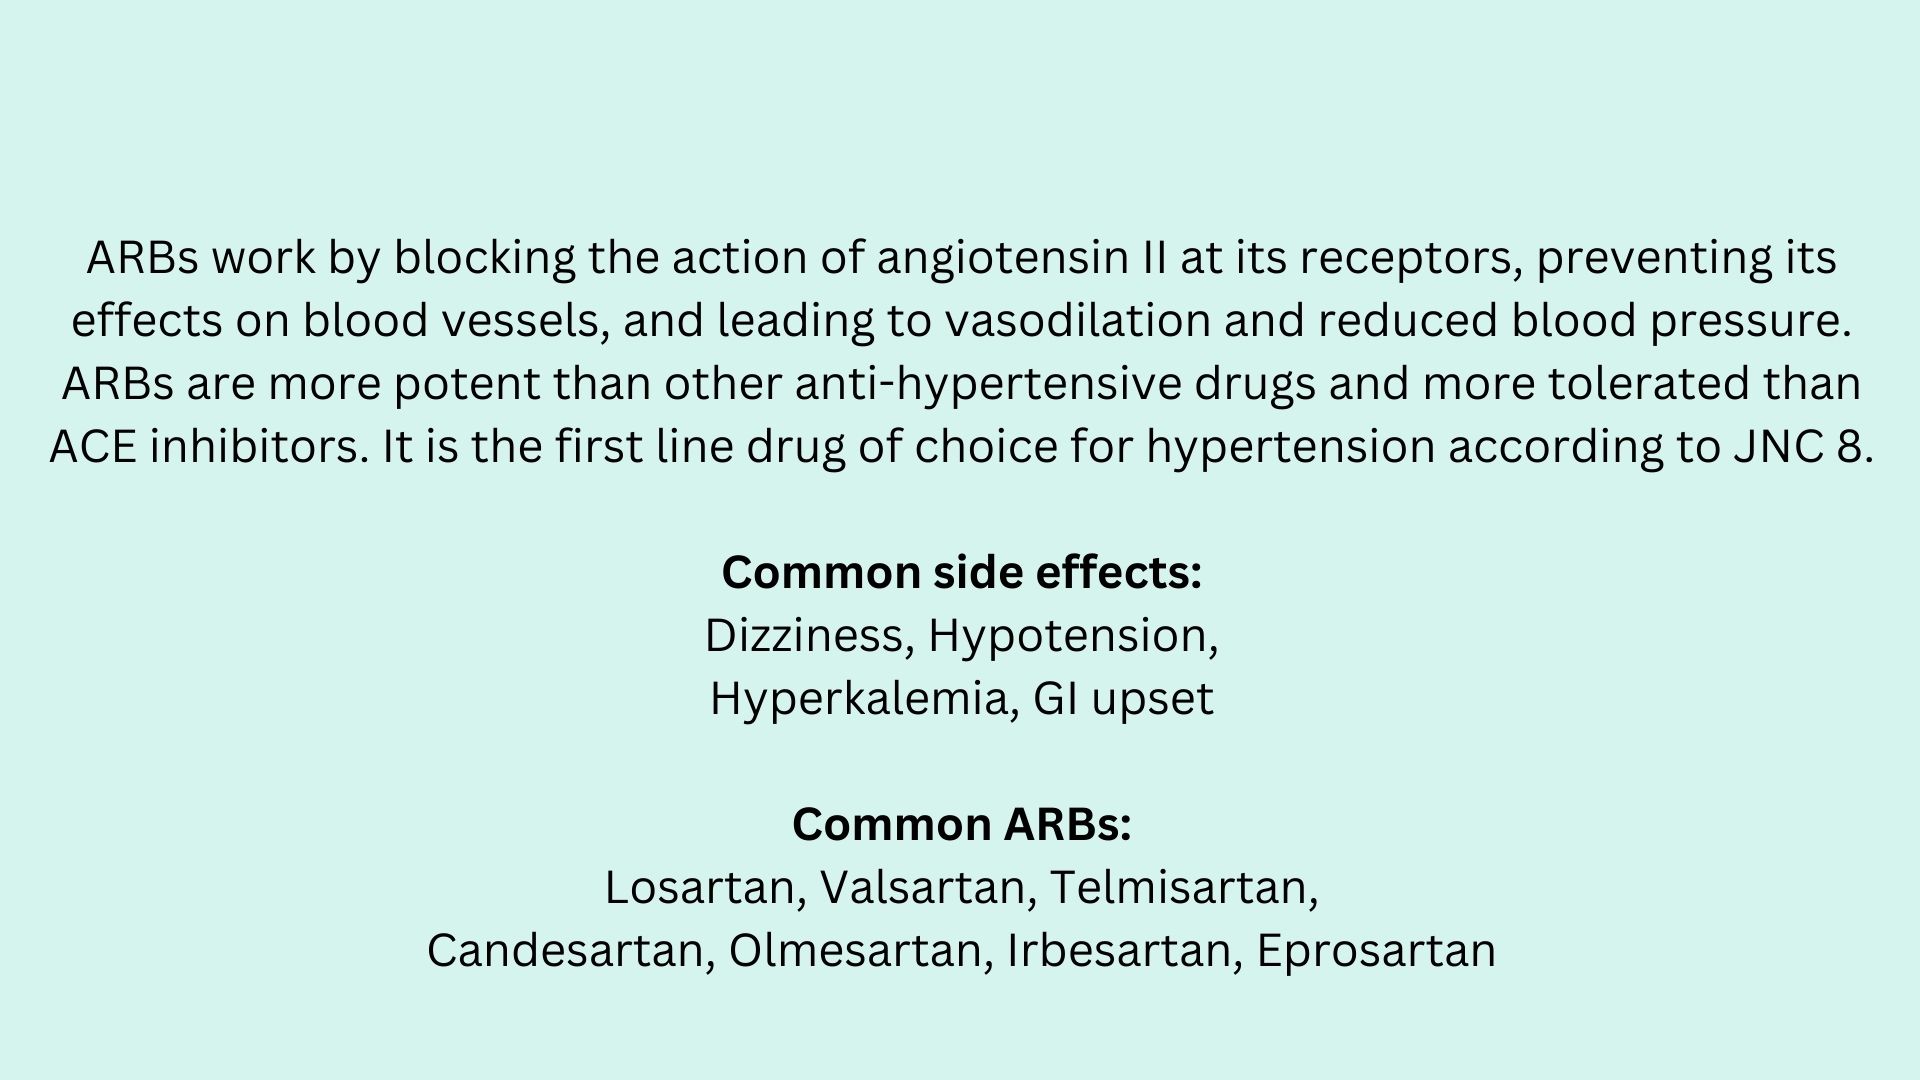 ARBs work by blocking the action of angiotensin II at its receptors, preventing its
effects on blood vessels, and leading to vasodilation and reduced blood pressure.
ARBs are more potent than other anti-hypertensive drugs and more tolerated than
ACE inhibitors. It is the first line drug of choice for hypertension according to JNC 8.
Common side effects:
Dizziness, Hypotension,
Hyperkalemia, GI upset
Common ARBs:
Losartan, Valsartan, Telmisartan,
Candesartan, Olmesartan, Irbesartan, Eprosartan